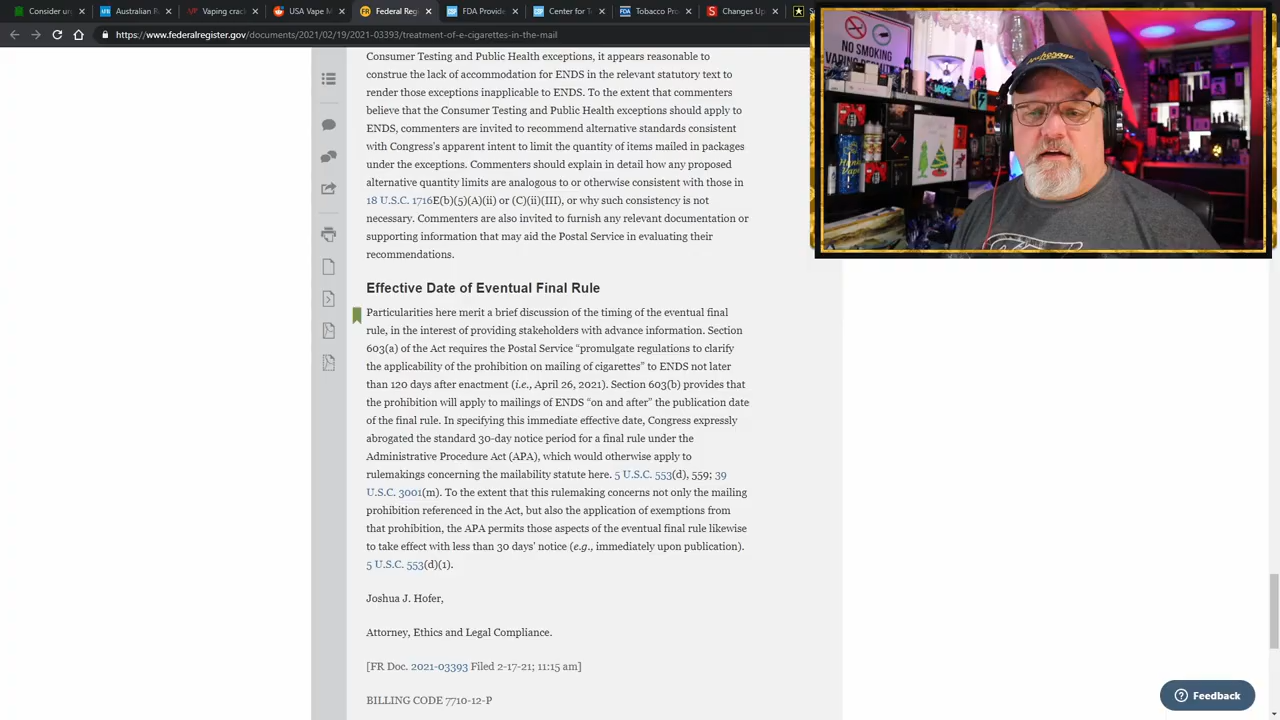 Consider
Vapin
USA
Federal Reg
for T
.federalregister.gov/documents/2021/02/19/2021-03393/treatment-of-e-cigarettes-in-the-mail
NO SMOKING
VAPE
Consumer Testing and Public Health exceptions, it appears reasonable to
construe the lack of accommodation for ENDS in the relevant statutory text to
render those exceptions inapplicable to ENDS. To the extent that commenters
believe that the Consumer Testing and Public Health exceptions should apply to
ENDS, commenters are invited to recommend alternative standards consistent
with Congress's apparent intent to limit the quantity of items mailed in packages
under the exceptions. Commenters should explain in detail how any proposed
alternative quantity limits are analogous to or otherwise consistent with those in
18 U.S.C. 1716E(b)(5)(A)(ii) or (C)(ii)(III), or why such consistency is not
necessary. Commenters are also invited to furnish any relevant documentation or
supporting information that may aid the Postal Service in evaluating their
recommendations.
Effective Date of Eventual Final Rule
Particularities here merit a brief discussion of the timing of the eventual final
rule, in the interest of providing stakeholders with advance information. Section
603(a) of the Act requires the Postal Service “promulgate regulations to clarify
the applicability of the prohibition on mailing of cigarettes” to ENDS not later
than 120 days after enactment (i.e., April 26, 2021). Section 603(b) provides that
the prohibition will apply to mailings of ENDS “on and after” the publication date
of the final rule. In specifying this immediate effective date, Congress expressly
abrogated the standard 30-day notice period for a final rule under the
Administrative Procedure Act (APA), which would otherwise apply to
rulemakings concerning the mailability statute here. 5 U.S.C. 553(d), 559; 39
U.S.C. 3001(m). To the extent that this rulemaking concerns not only the mailing
prohibition referenced in the Act, but also the application of exemptions from
that prohibition, the APA permits those aspects of the eventual final rule likewise
to take effect with less than 30 days' notice (e.g., immediately upon publication).
5 U.S.C. 553(d)(1).
Joshua J. Hofer,
Attorney, Ethics and Legal Compliance.
[FR Doc. 2021-03393 Filed 2-17-21; 11:15 am]
BILLING CODE 7710-12-P
Feedback